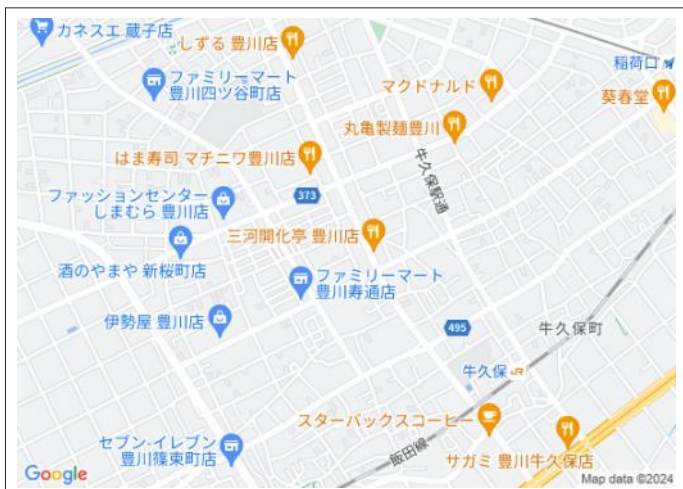 カネスエ 蔵子店
しずる 豊川店
稲荷口
ファミリーマート
豊川四ツ谷町店
マクドナルド
葵春堂
丸亀製麺豊川
はま寿司 マチニワ豊川店
牛久保駅通
373
ファッションセンター
しまむら 豊川店
三河開化亭 豊川店
酒のやまや 新桜町店
ファミリーマート
豊川寿通店
伊勢屋 豊川店
495
牛久保町
牛久保
スターバックスコーヒー
セブン-イレブン
豊川篠束町店
飯田線
サガミ 豊川牛久保店
Google
Map data ©2024